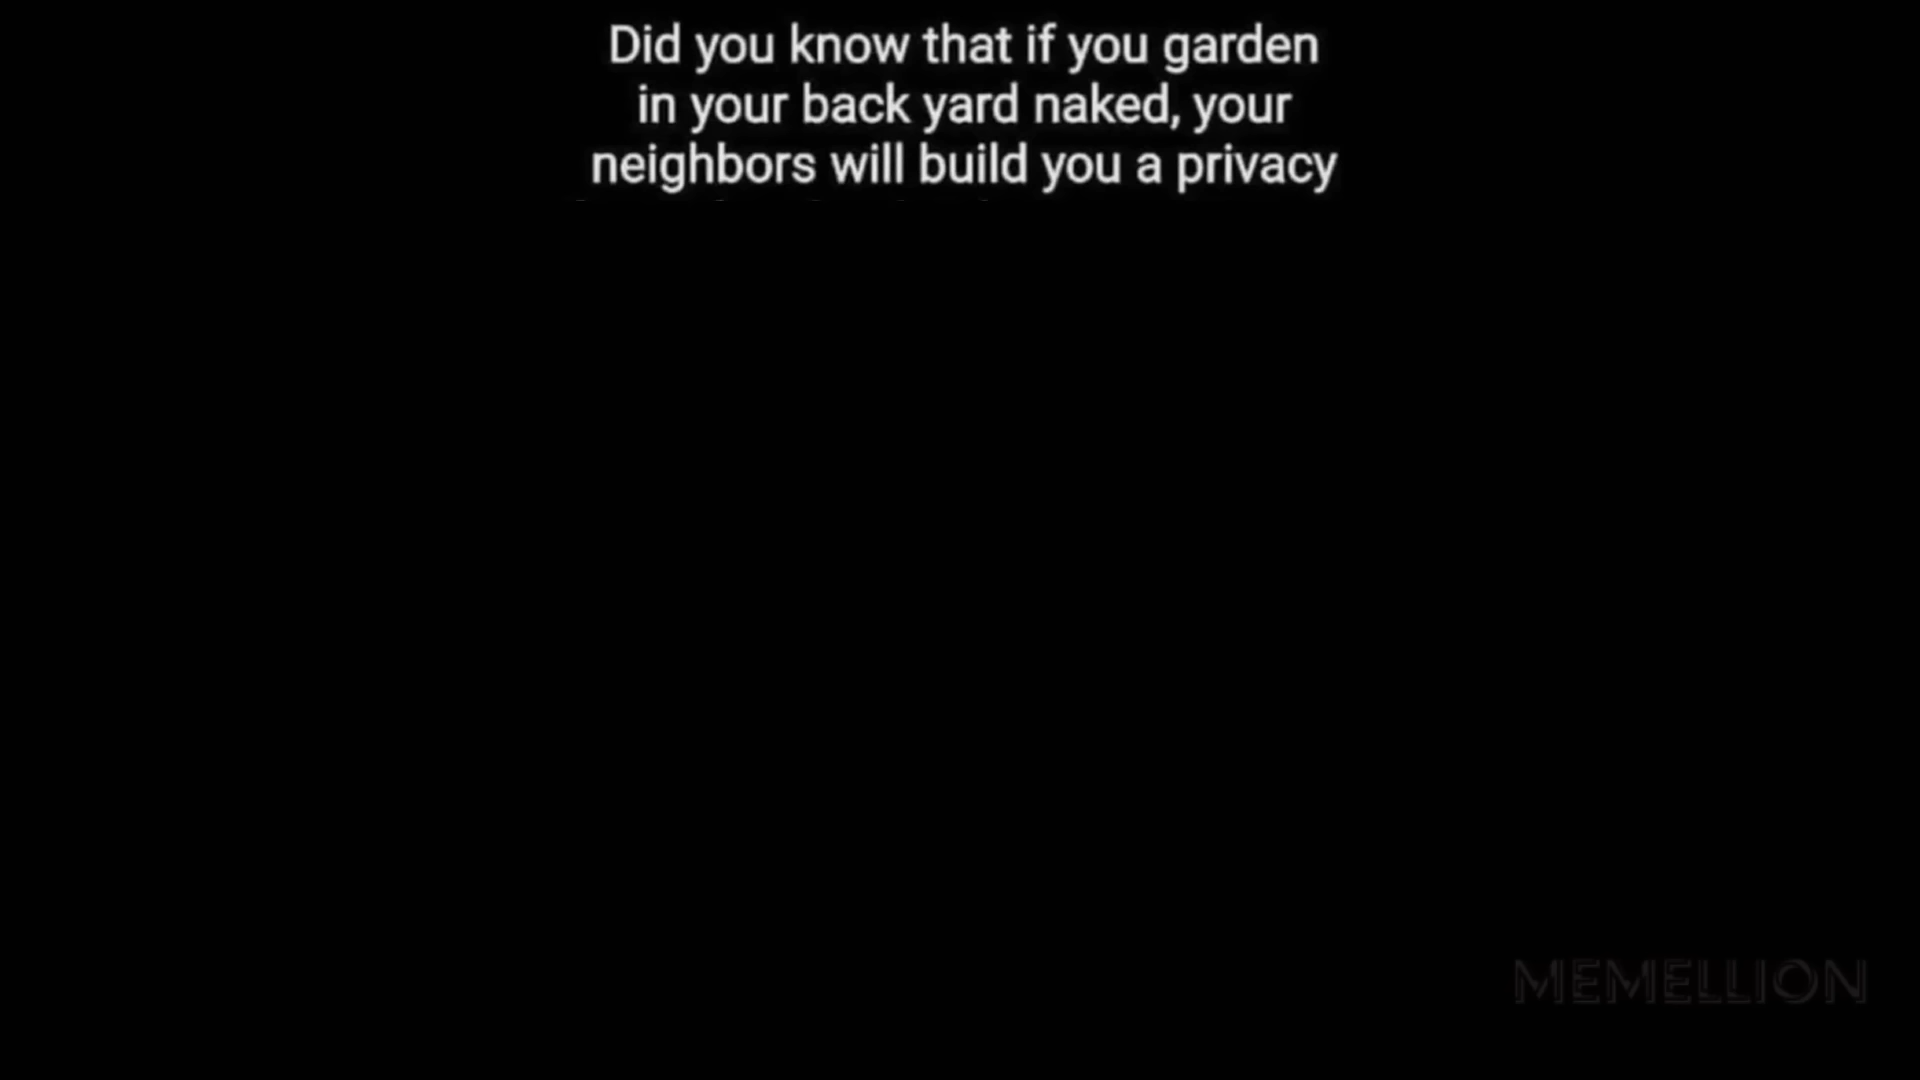 Did you know that if you garden
in your back yard naked, your
neighbors will build you a privacy
MEMELLION